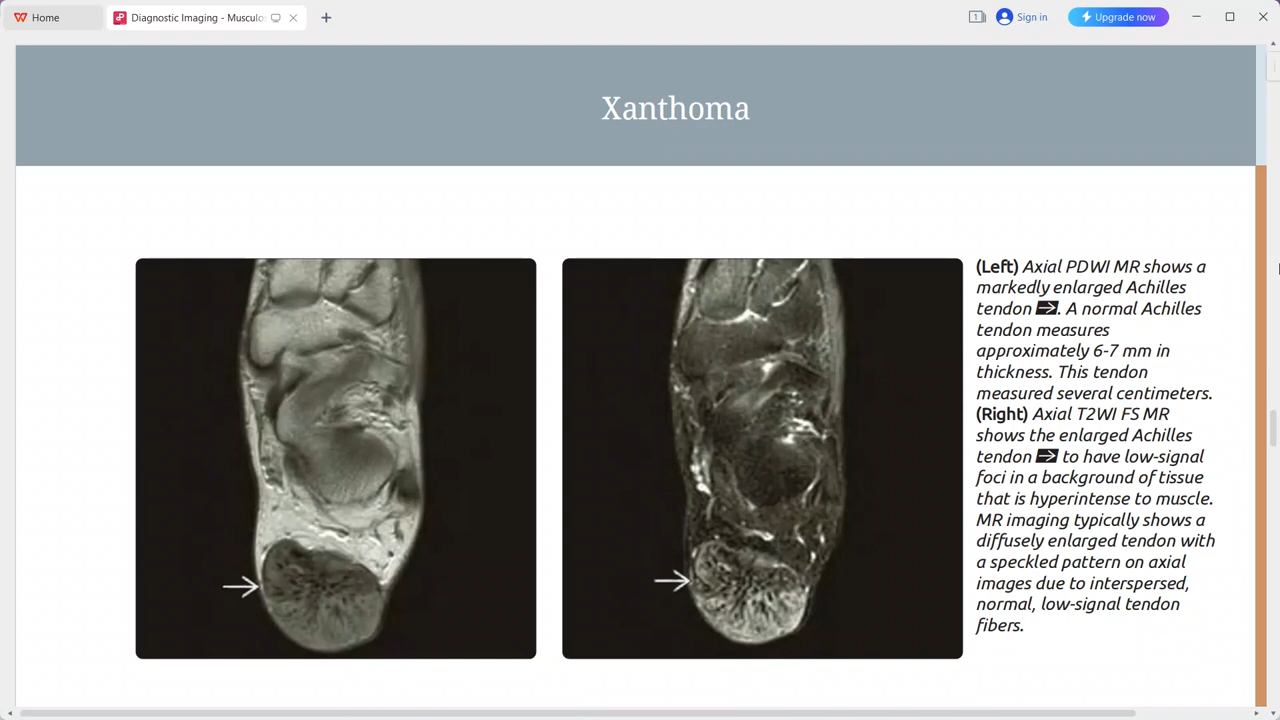 Home
Diagnostic Imaging - Musculos
1
Sign in
Upgrade now
Xanthoma
(Left) Axial PDWI MR shows a
markedly enlarged Achilles
tendon ➡. A normal Achilles
tendon measures
approximately 6-7 mm in
thickness. This tendon
measured several centimeters.
(Right) Axial T2WI FS MR
shows the enlarged Achilles
tendon ➡ to have low-signal
foci in a background of tissue
that is hyperintense to muscle.
MR imaging typically shows a
diffusely enlarged tendon with
a speckled pattern on axial
images due to interspersed,
normal, low-signal tendon
fibers.